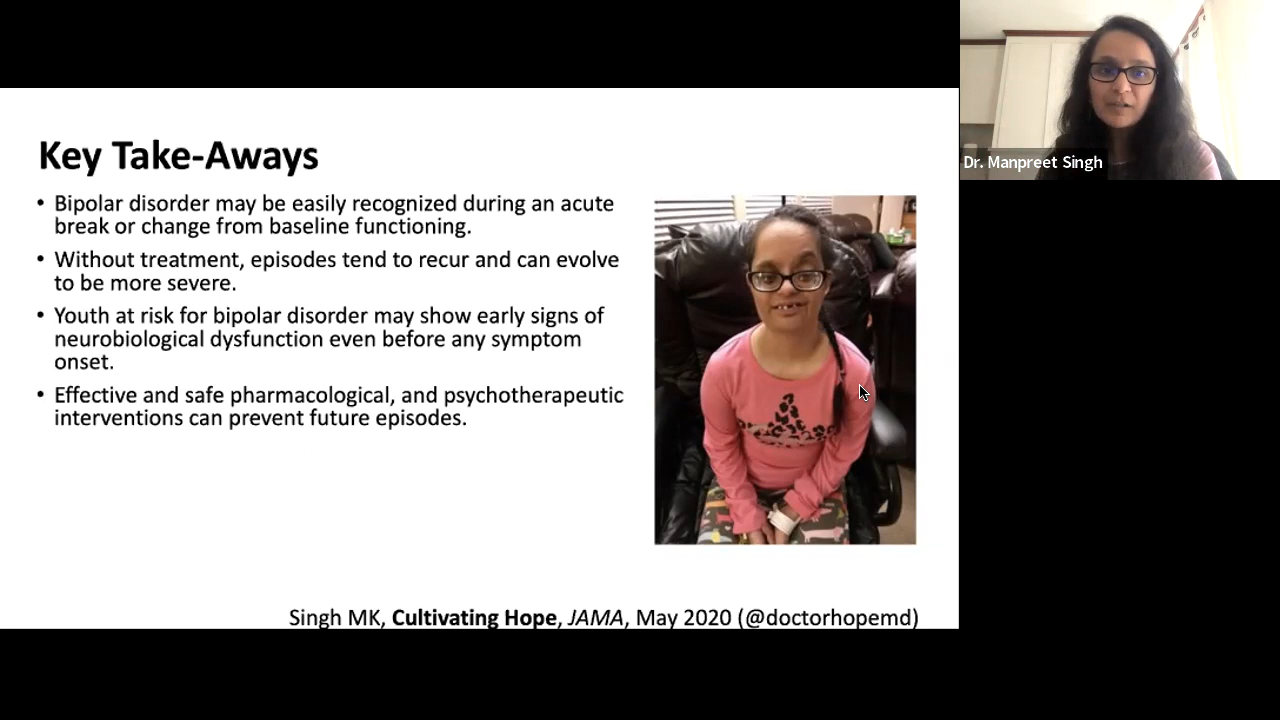 Key Take-Aways
• Bipolar disorder may be easily recognized during an acute
break or change from baseline functioning.
• Without treatment, episodes tend to recur and can evolve
to be more severe.
• Youth at risk for bipolar disorder may show early signs of
neurobiological dysfunction even before any symptom
onset.
• Effective and safe pharmacological, and psychotherapeutic
interventions can prevent future episodes.
Singh MK, Cultivating Hope, JAMA, May 2020 (@doctorhopemd)
Dr. Manpreet Singh